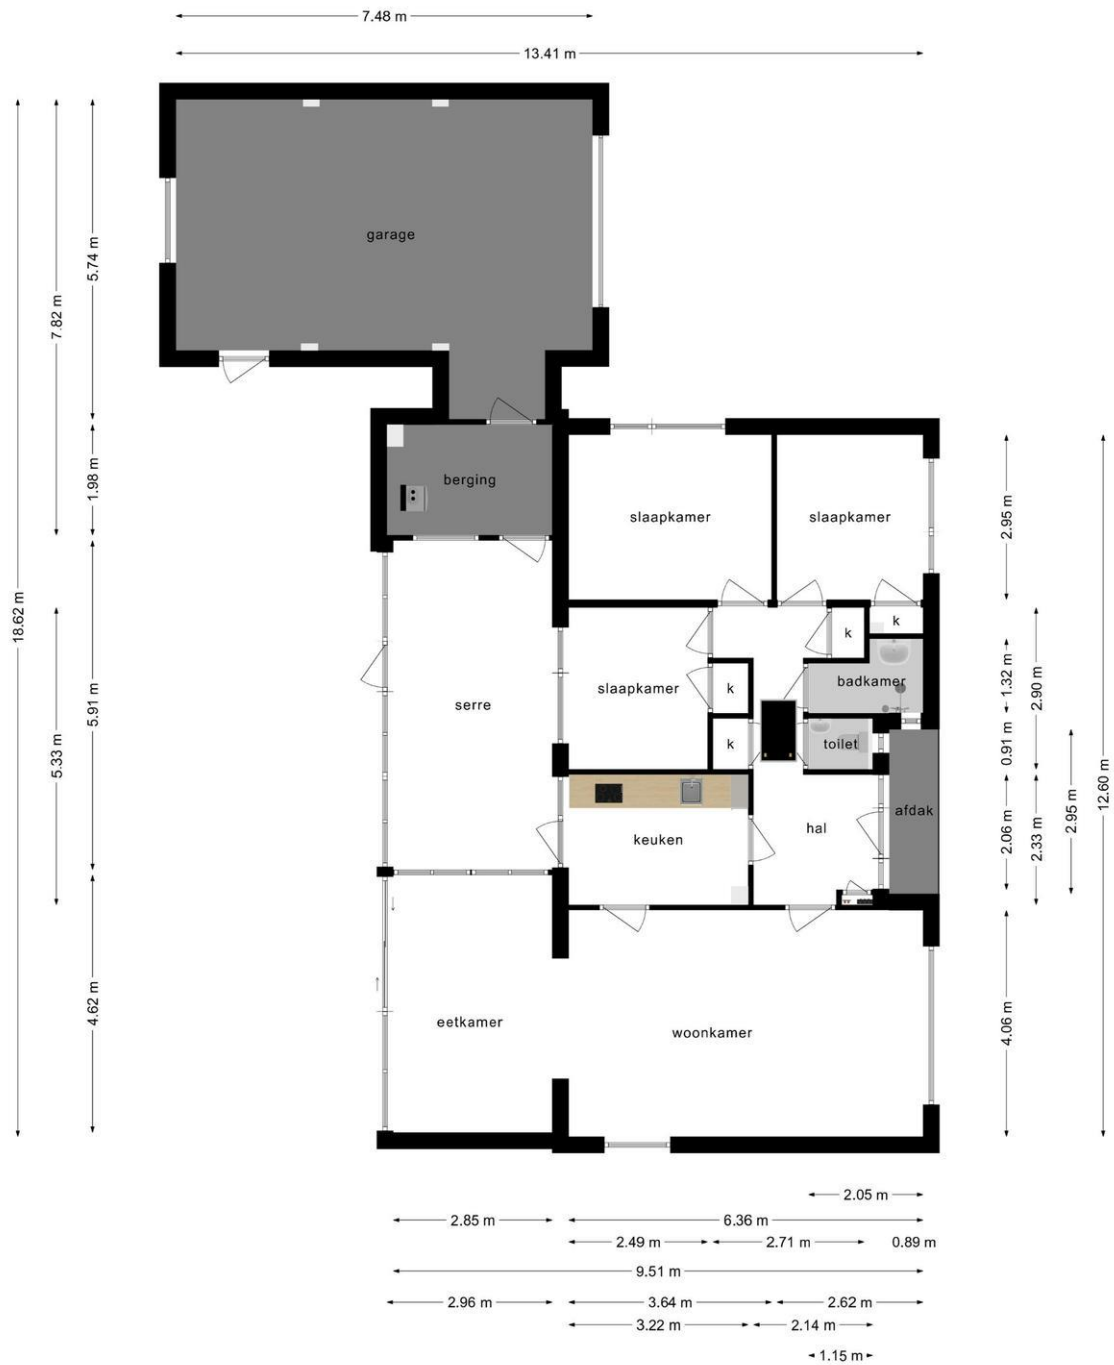 7.48 m
13.41 m
garage
5.74 m
7.82 m
berging
1.98 m
slaapkamer
slaapkamer
2.95 m
18.62 m
k
k
slaapkamer
k
badkamer
1.32 m
2.90 m
serre
5.91 m
5.33 m
k
toilet
0.91 m
12.60 m
afdak
2.95 m
keuken
hal
2.06 m
2.33 m
4.62 m
eetkamer
woonkamer
4.06 m
2.05 m
2.85 m
6.36 m
2.49 m
2.71 m
0.89 m
9.51 m
2.96 m
3.64 m
2.62 m
3.22 m
2.14 m
1.15 m